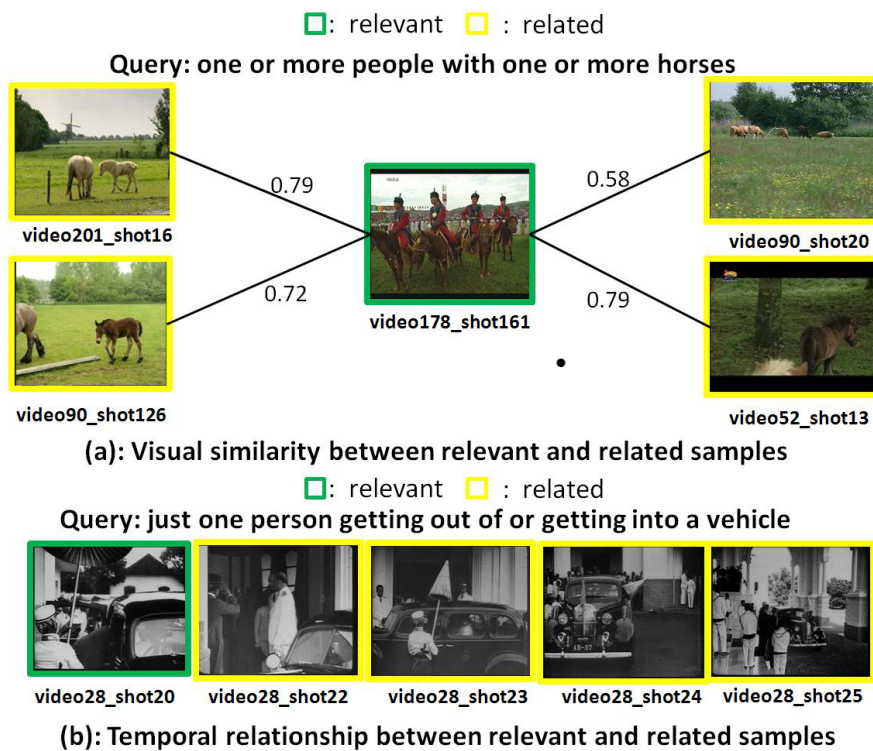 : relevant : related
Query: one or more people with one or more horses
0.79
0.58
VARA
video201_shot16
video90_shot20
0.72
0.79
video178_shot161
video90_shot126
video52_shot13
(a): Visual similarity between relevant and related samples
: relevant : related
Query: just one person getting out of or getting into a vehicle
AB-37
video28_shot20
video28_shot22
video28_shot23
video28_shot24
video28_shot25
(b): Temporal relationship between relevant and related samples